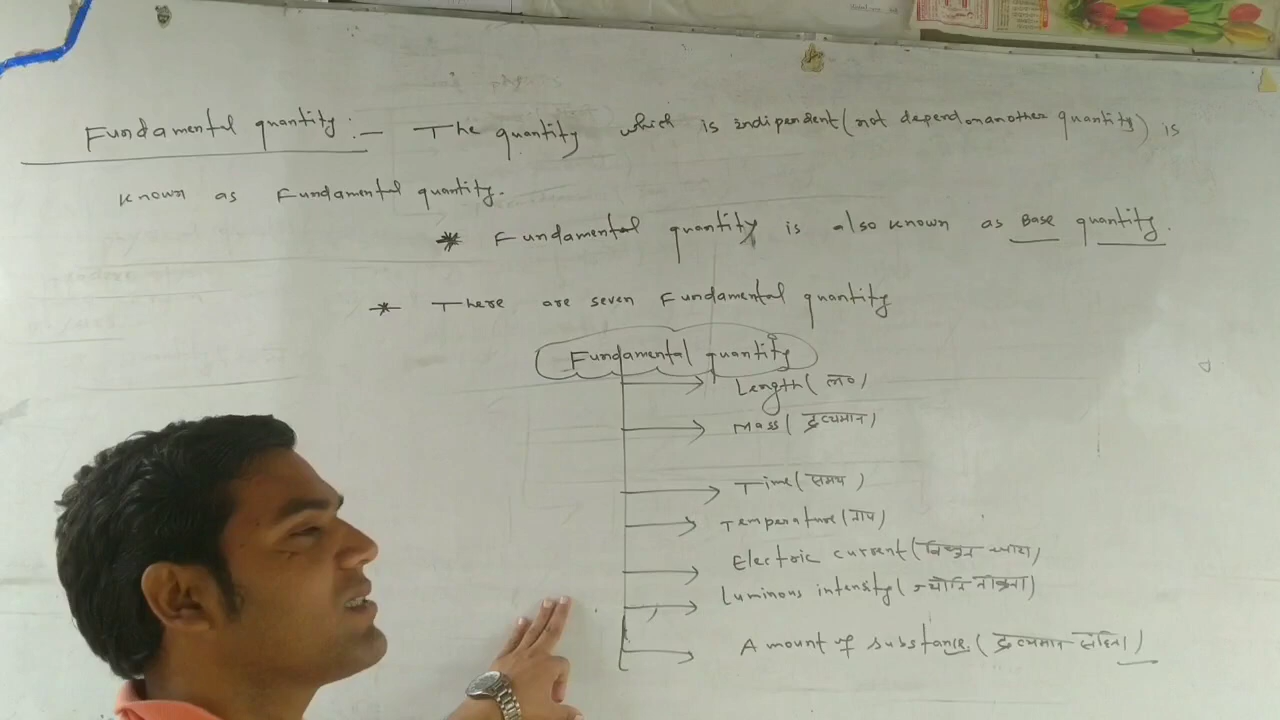 Fundamental quantity:- The quantity which is indipendent (not depend on another quantity) is
known as Fundamental quantity.
* Fundamental quantity is also known as Base quantity.
* There are seven Fundamental quantity
Fundamental quantity
Length (ल०)
Mass (द्रव्यमान)
Time (समय)
Temperature (ताप)
Electric current (विद्युत धारा)
Luminous intensity (ज्योति तीव्रता)
Amount of substance. (द्रव्यमान